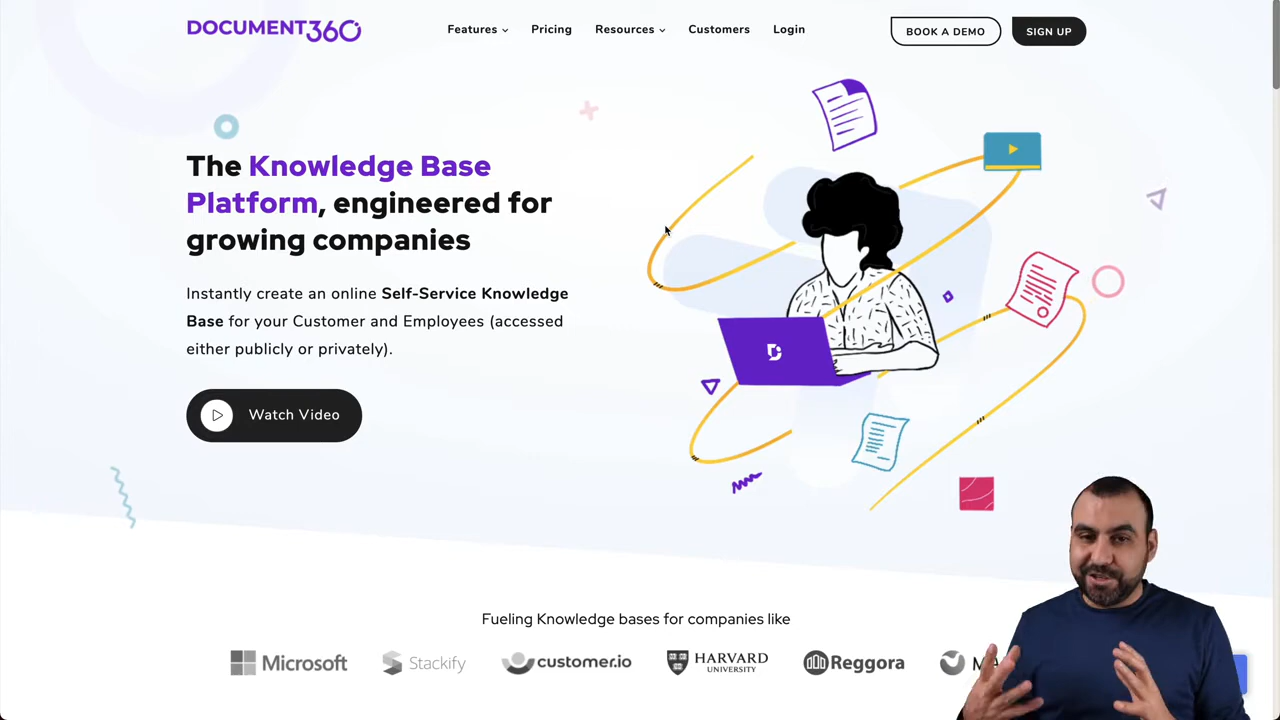 DOCUMENT360
Features Pricing Resources Customers Login BOOK A DEMO SIGN UP
The Knowledge Base
Platform, engineered for
growing companies
Instantly create an online Self-Service Knowledge
Base for your Customer and Employees (accessed
either publicly or privately).
Watch Video
Fueling Knowledge bases for companies like
Microsoft Stackify customer.io HARVARD UNIVERSITY Reggora